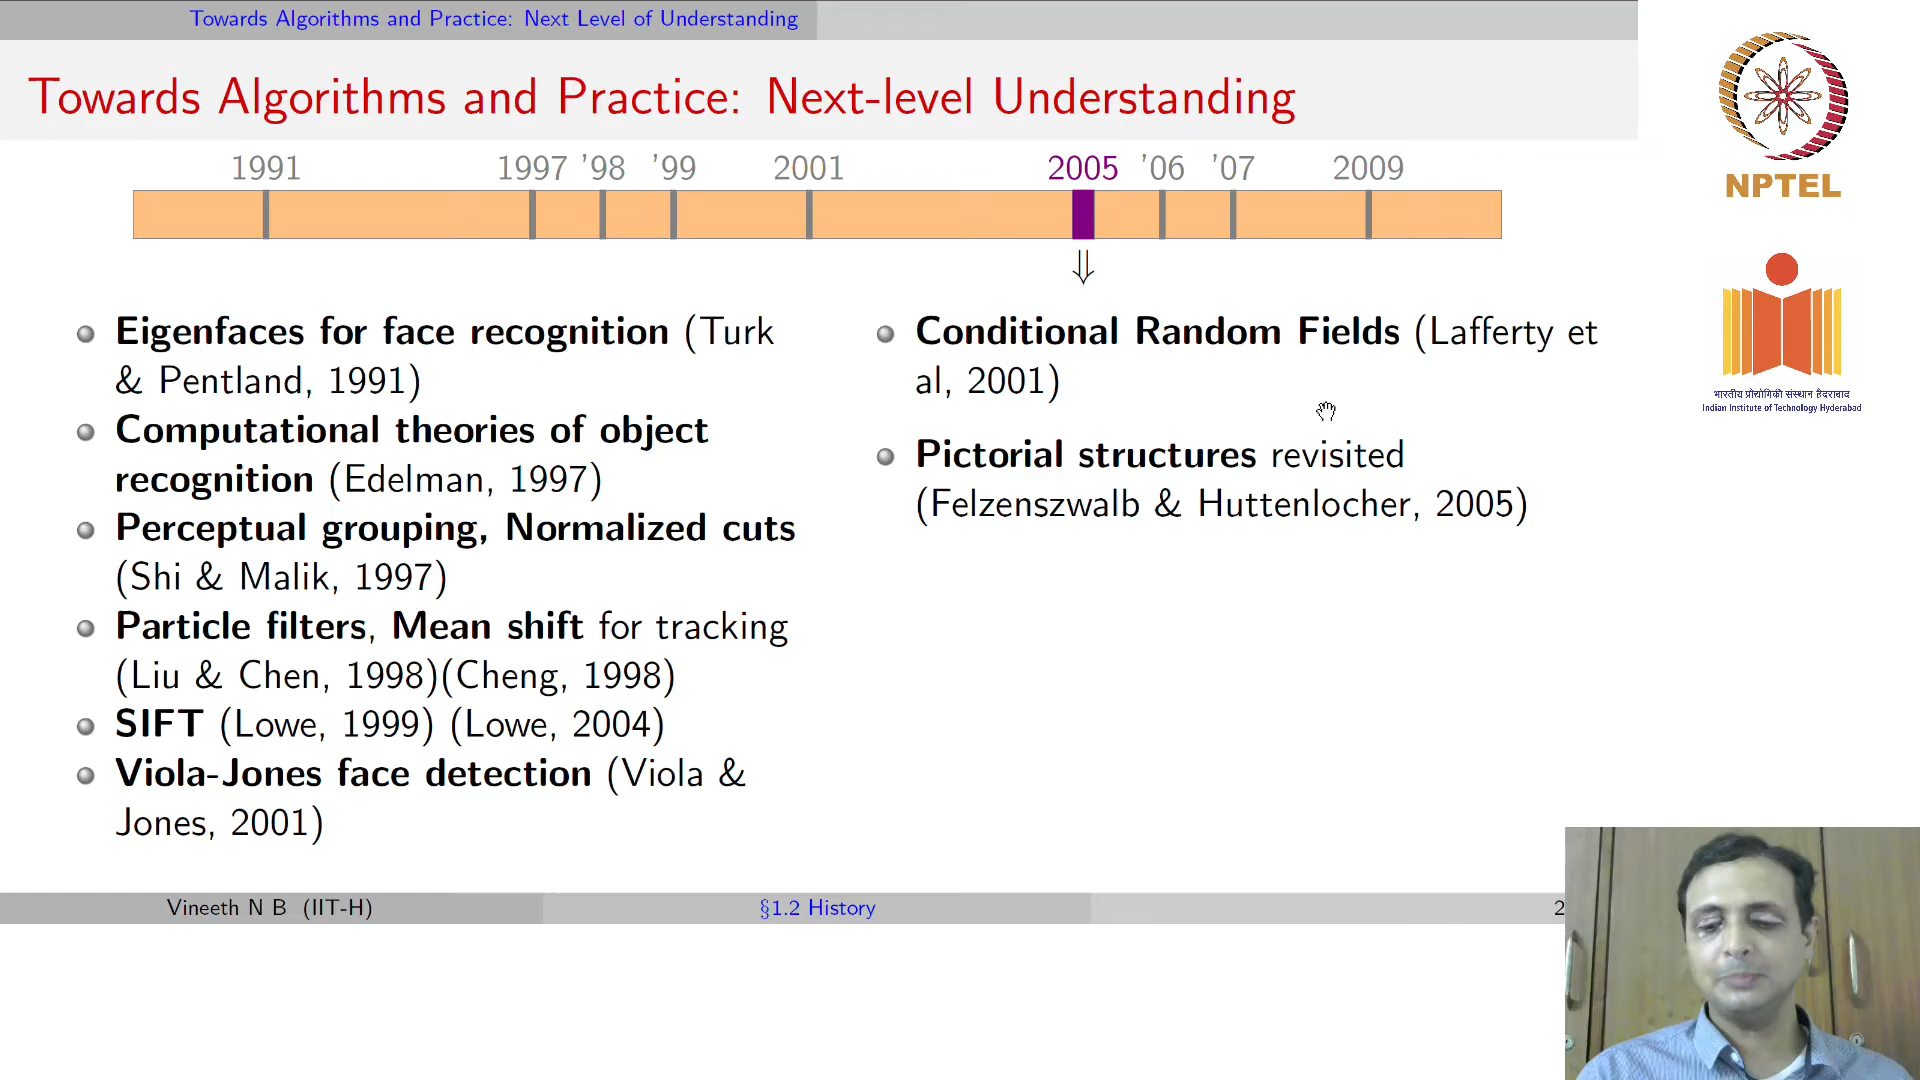 Towards Algorithms and Practice: Next Level of Understanding
Towards Algorithms and Practice: Next-level Understanding
1991 1997 '98 '99 2001 2005 '06 '07 2009
Eigenfaces for face recognition (Turk
& Pentland, 1991)
Computational theories of object
recognition (Edelman, 1997)
Perceptual grouping, Normalized cuts
(Shi & Malik, 1997)
Particle filters, Mean shift for tracking
(Liu & Chen, 1998)(Cheng, 1998)
SIFT (Lowe, 1999) (Lowe, 2004)
Viola-Jones face detection (Viola &
Jones, 2001)
Conditional Random Fields (Lafferty et
al, 2001)
Pictorial structures revisited
(Felzenszwalb & Huttenlocher, 2005)
NPTEL
भारतीय प्रौद्योगिकी संस्थान हैदराबाद
Indian Institute of Technology Hyderabad
Vineeth N B (IIT-H)
§1.2 History
2